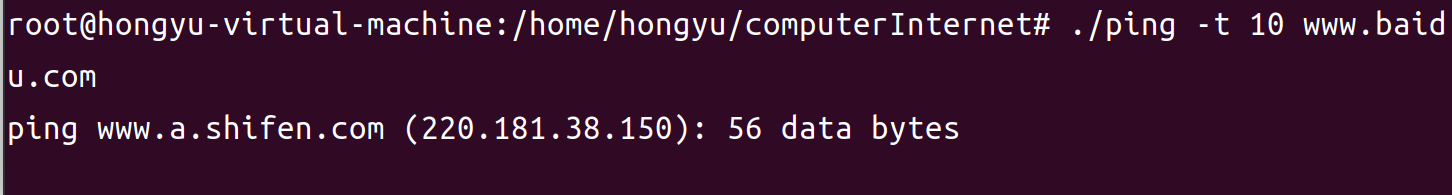 root@hongyu-virtual-machine:/home/hongyu/computerInternet# ./ping -t 10 www.baid
u.com
ping www.a.shifen.com (220.181.38.150): 56 data bytes